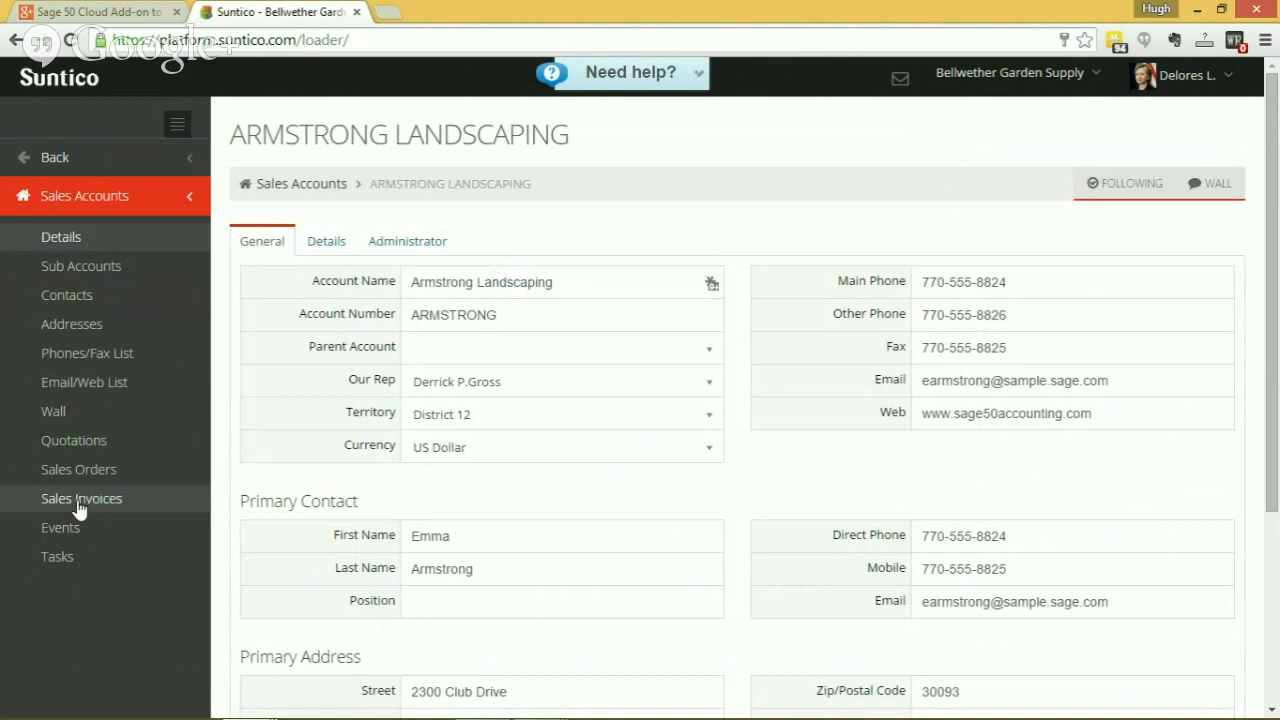 Sage 50 Cloud Add-on to
Suntico - Bellwether Garde
Hugh
https://platform.suntico.com/loader/
Google+
94
WR
0
Suntico
Need help?
Bellwether Garden Supply
Delores L.
ARMSTRONG LANDSCAPING
Back
Sales Accounts
Details
Sub Accounts
Contacts
Addresses
Phones/Fax List
Email/Web List
Wall
Quotations
Sales Orders
Sales Invoices
Events
Tasks
Sales Accounts > ARMSTRONG LANDSCAPING
FOLLOWING
WALL
General Details Administrator
Account Name Armstrong Landscaping
Account Number ARMSTRONG
Parent Account
Our Rep Derrick P.Gross
Territory District 12
Currency US Dollar
Main Phone 770-555-8824
Other Phone 770-555-8826
Fax 770-555-8825
Email earmstrong@sample.sage.com
Web www.sage50accounting.com
Primary Contact
First Name Emma
Last Name Armstrong
Position
Direct Phone 770-555-8824
Mobile 770-555-8825
Email earmstrong@sample.sage.com
Primary Address
Street 2300 Club Drive
Zip/Postal Code 30093